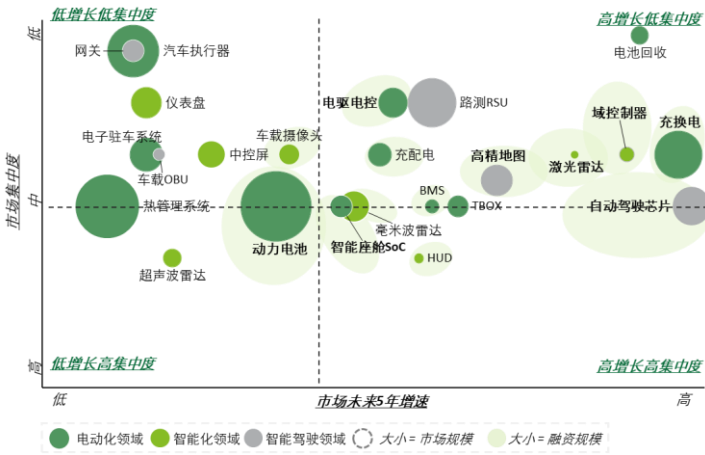 低增长低集中度
高增长低集中度
低
网关
汽车执行器
电池回收
仪表盘
电驱电控
路测RSU
域控制器
充换电
电子驻车系统
车载摄像头
中控屏
充配电
高精地图
激光雷达
车载OBU
市场集中度
中
热管理系统
BMS
TBOX
自动驾驶芯片
毫米波雷达
动力电池
智能座舱SoC
超声波雷达
HUD
高
低增长高集中度
高增长高集中度
低
市场未来5年增速
高
电动化领域
智能化领域
智能驾驶领域
大小 = 市场规模
大小 = 融资规模